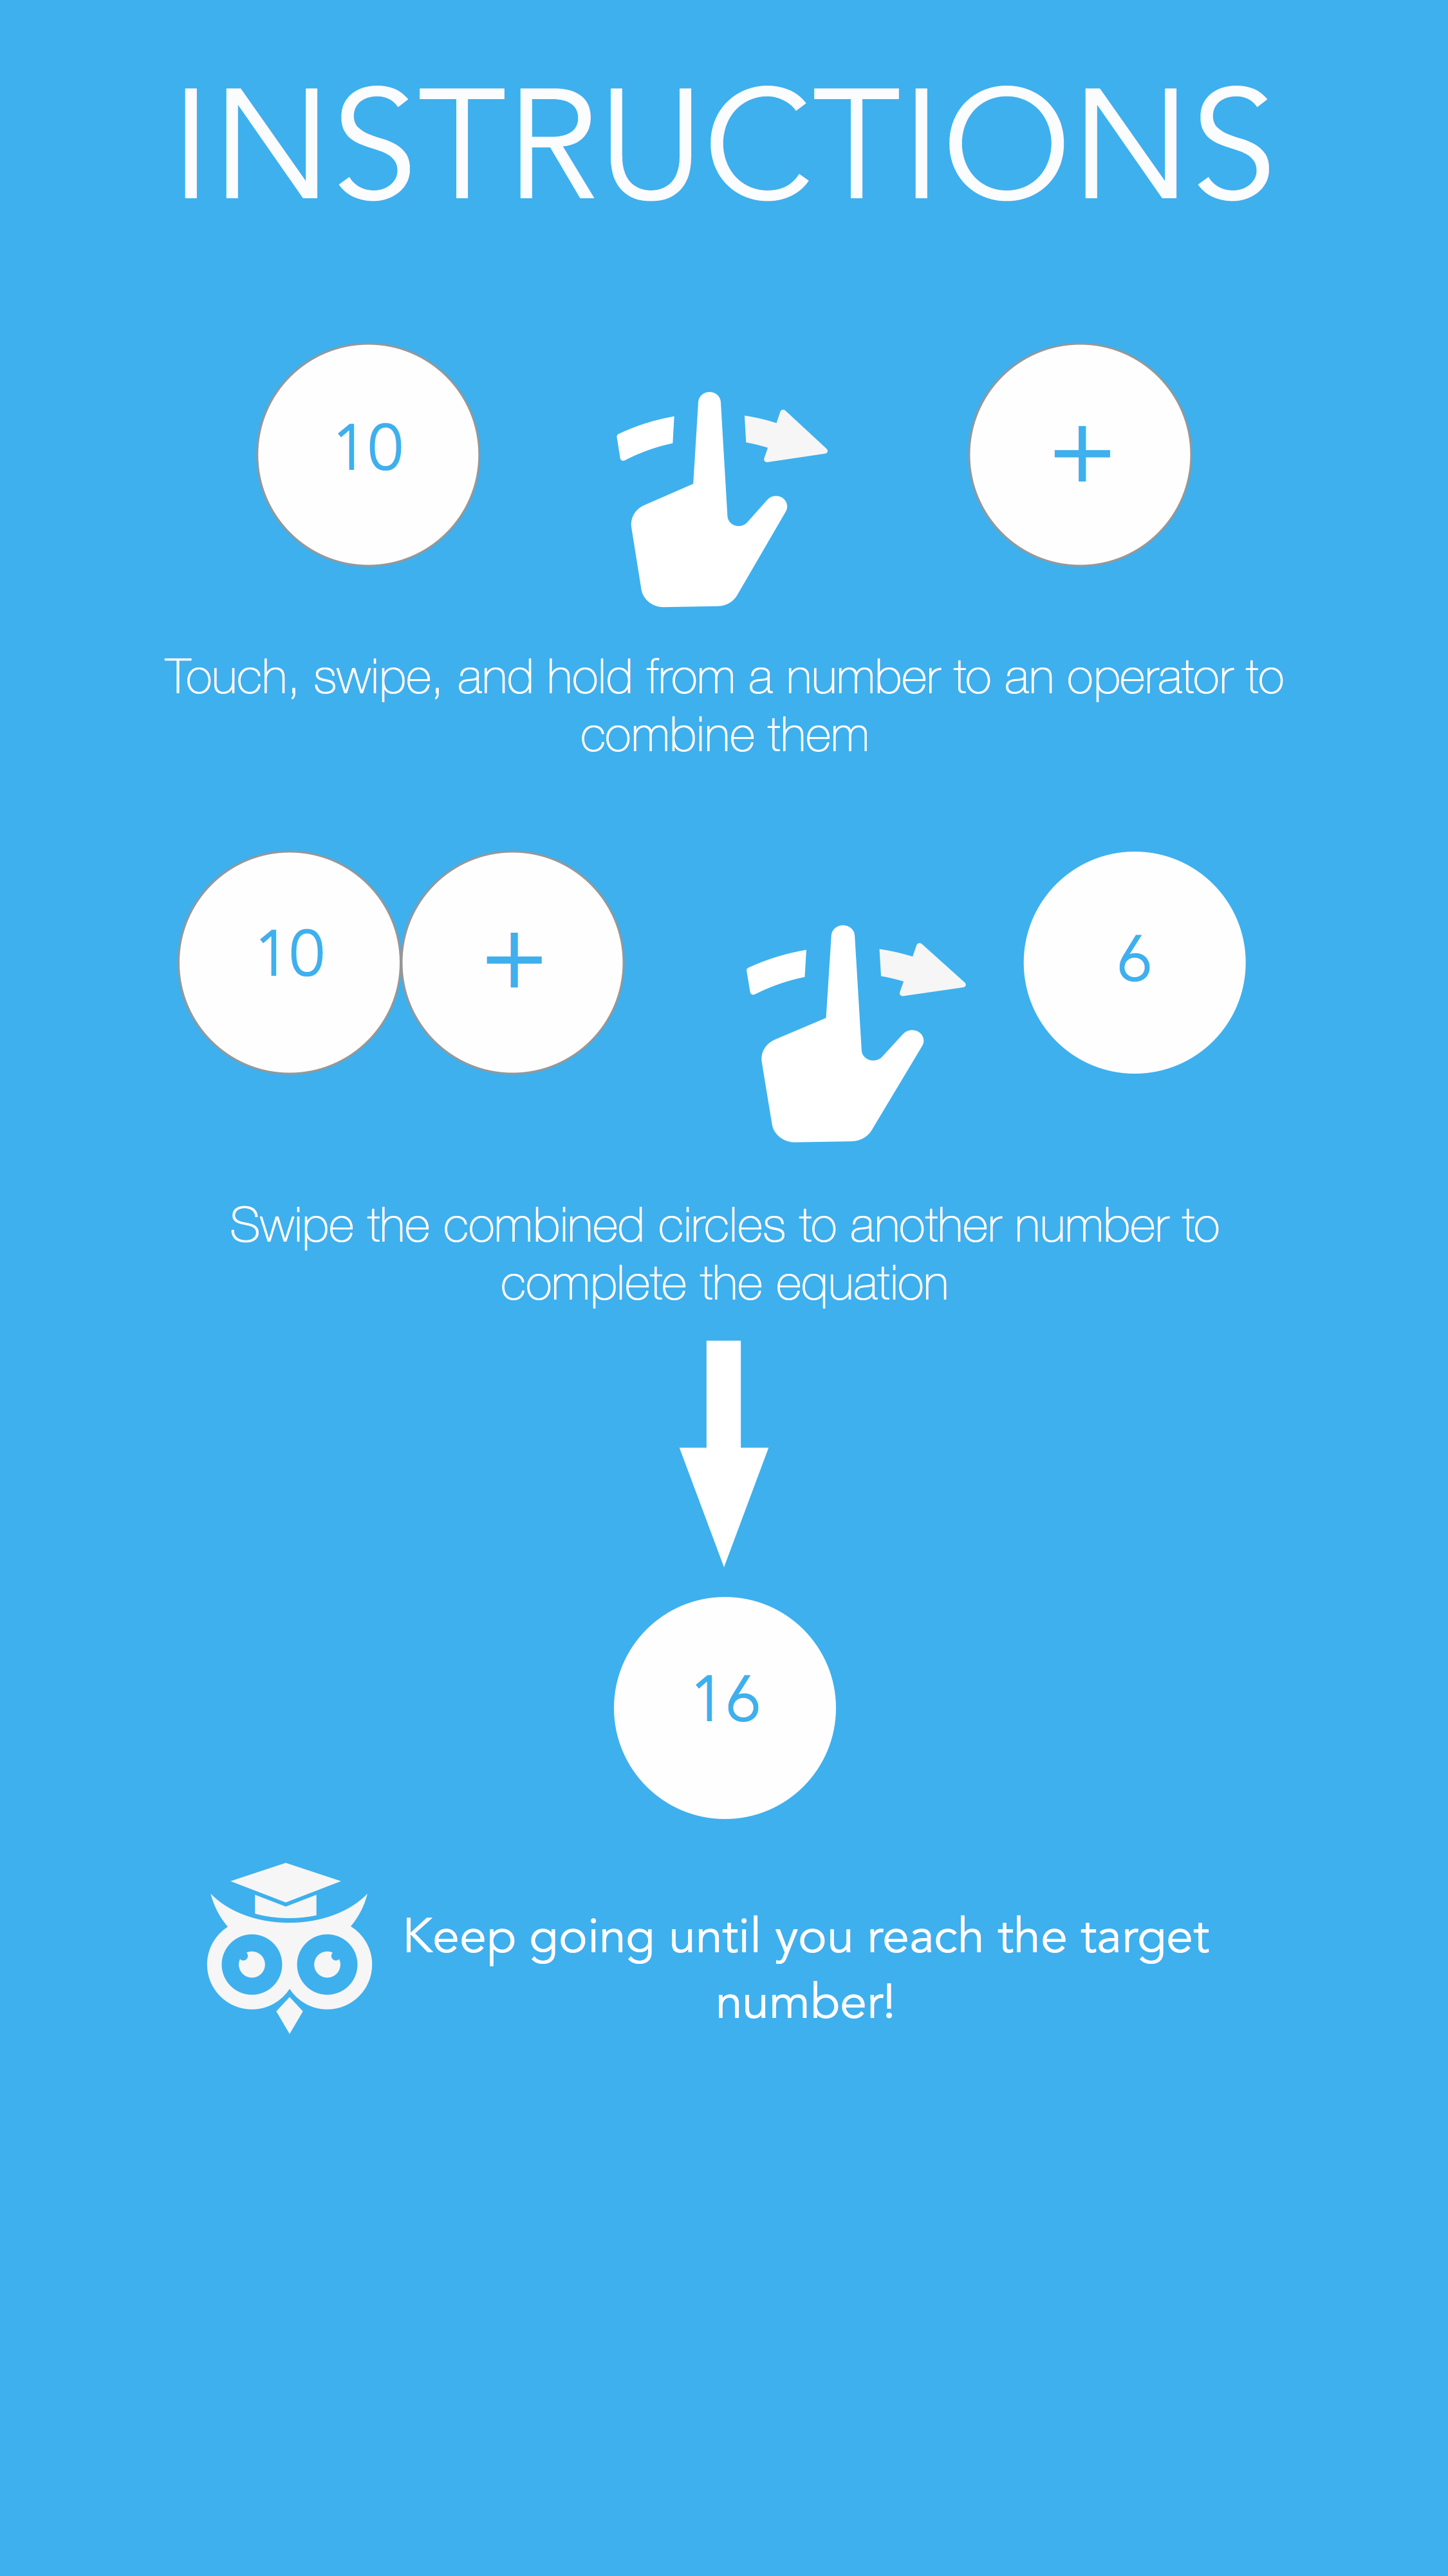 INSTRUCTIONS
10 +
Touch, swipe, and hold from a number to an operator to
combine them
10 + 6
Swipe the combined circles to another number to
complete the equation
16
Keep going until you reach the target
number!